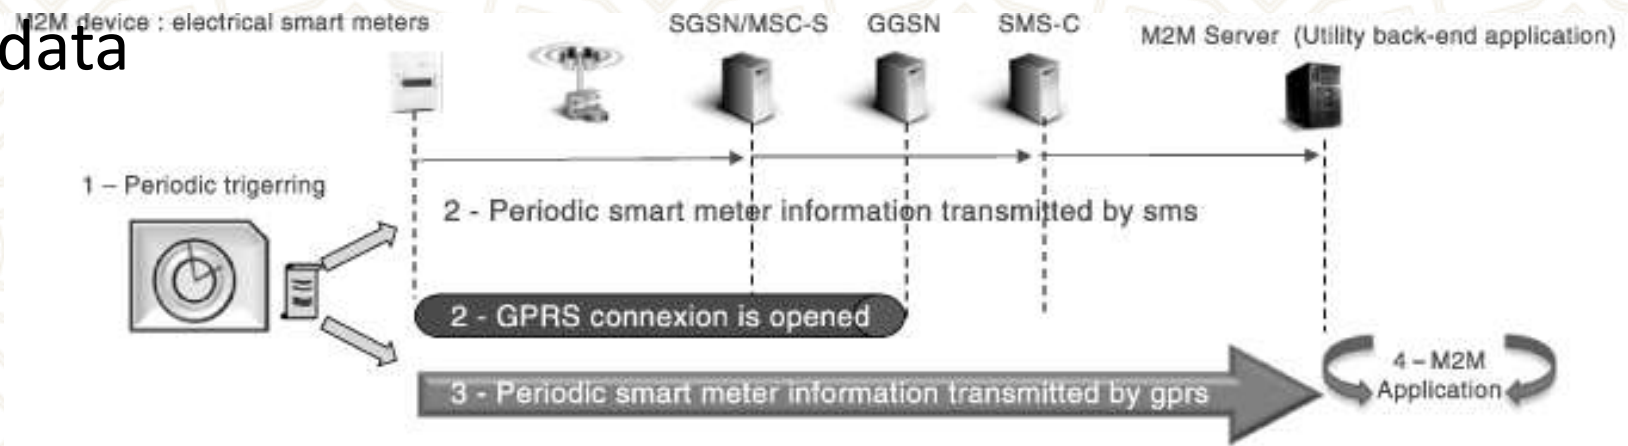 M2M device : electrical smart meters
data
SGSN/MSC-S
GGSN
SMS-C
M2M Server (Utility back-end application)
1 – Periodic trigerring
2 - Periodic smart meter information transmitted by sms
2 - GPRS connexion is opened
3 - Periodic smart meter information transmitted by gprs
4 – M2M
Application